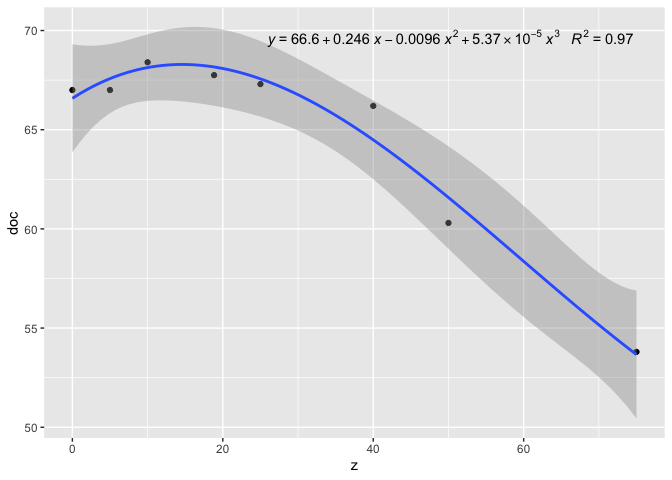 y = 66.6 + 0.246 x − 0.0096 x² + 5.37 × 10⁻⁵ x³ R² = 0.97
70
65
60
55
50
doc
0 20 40 60
z